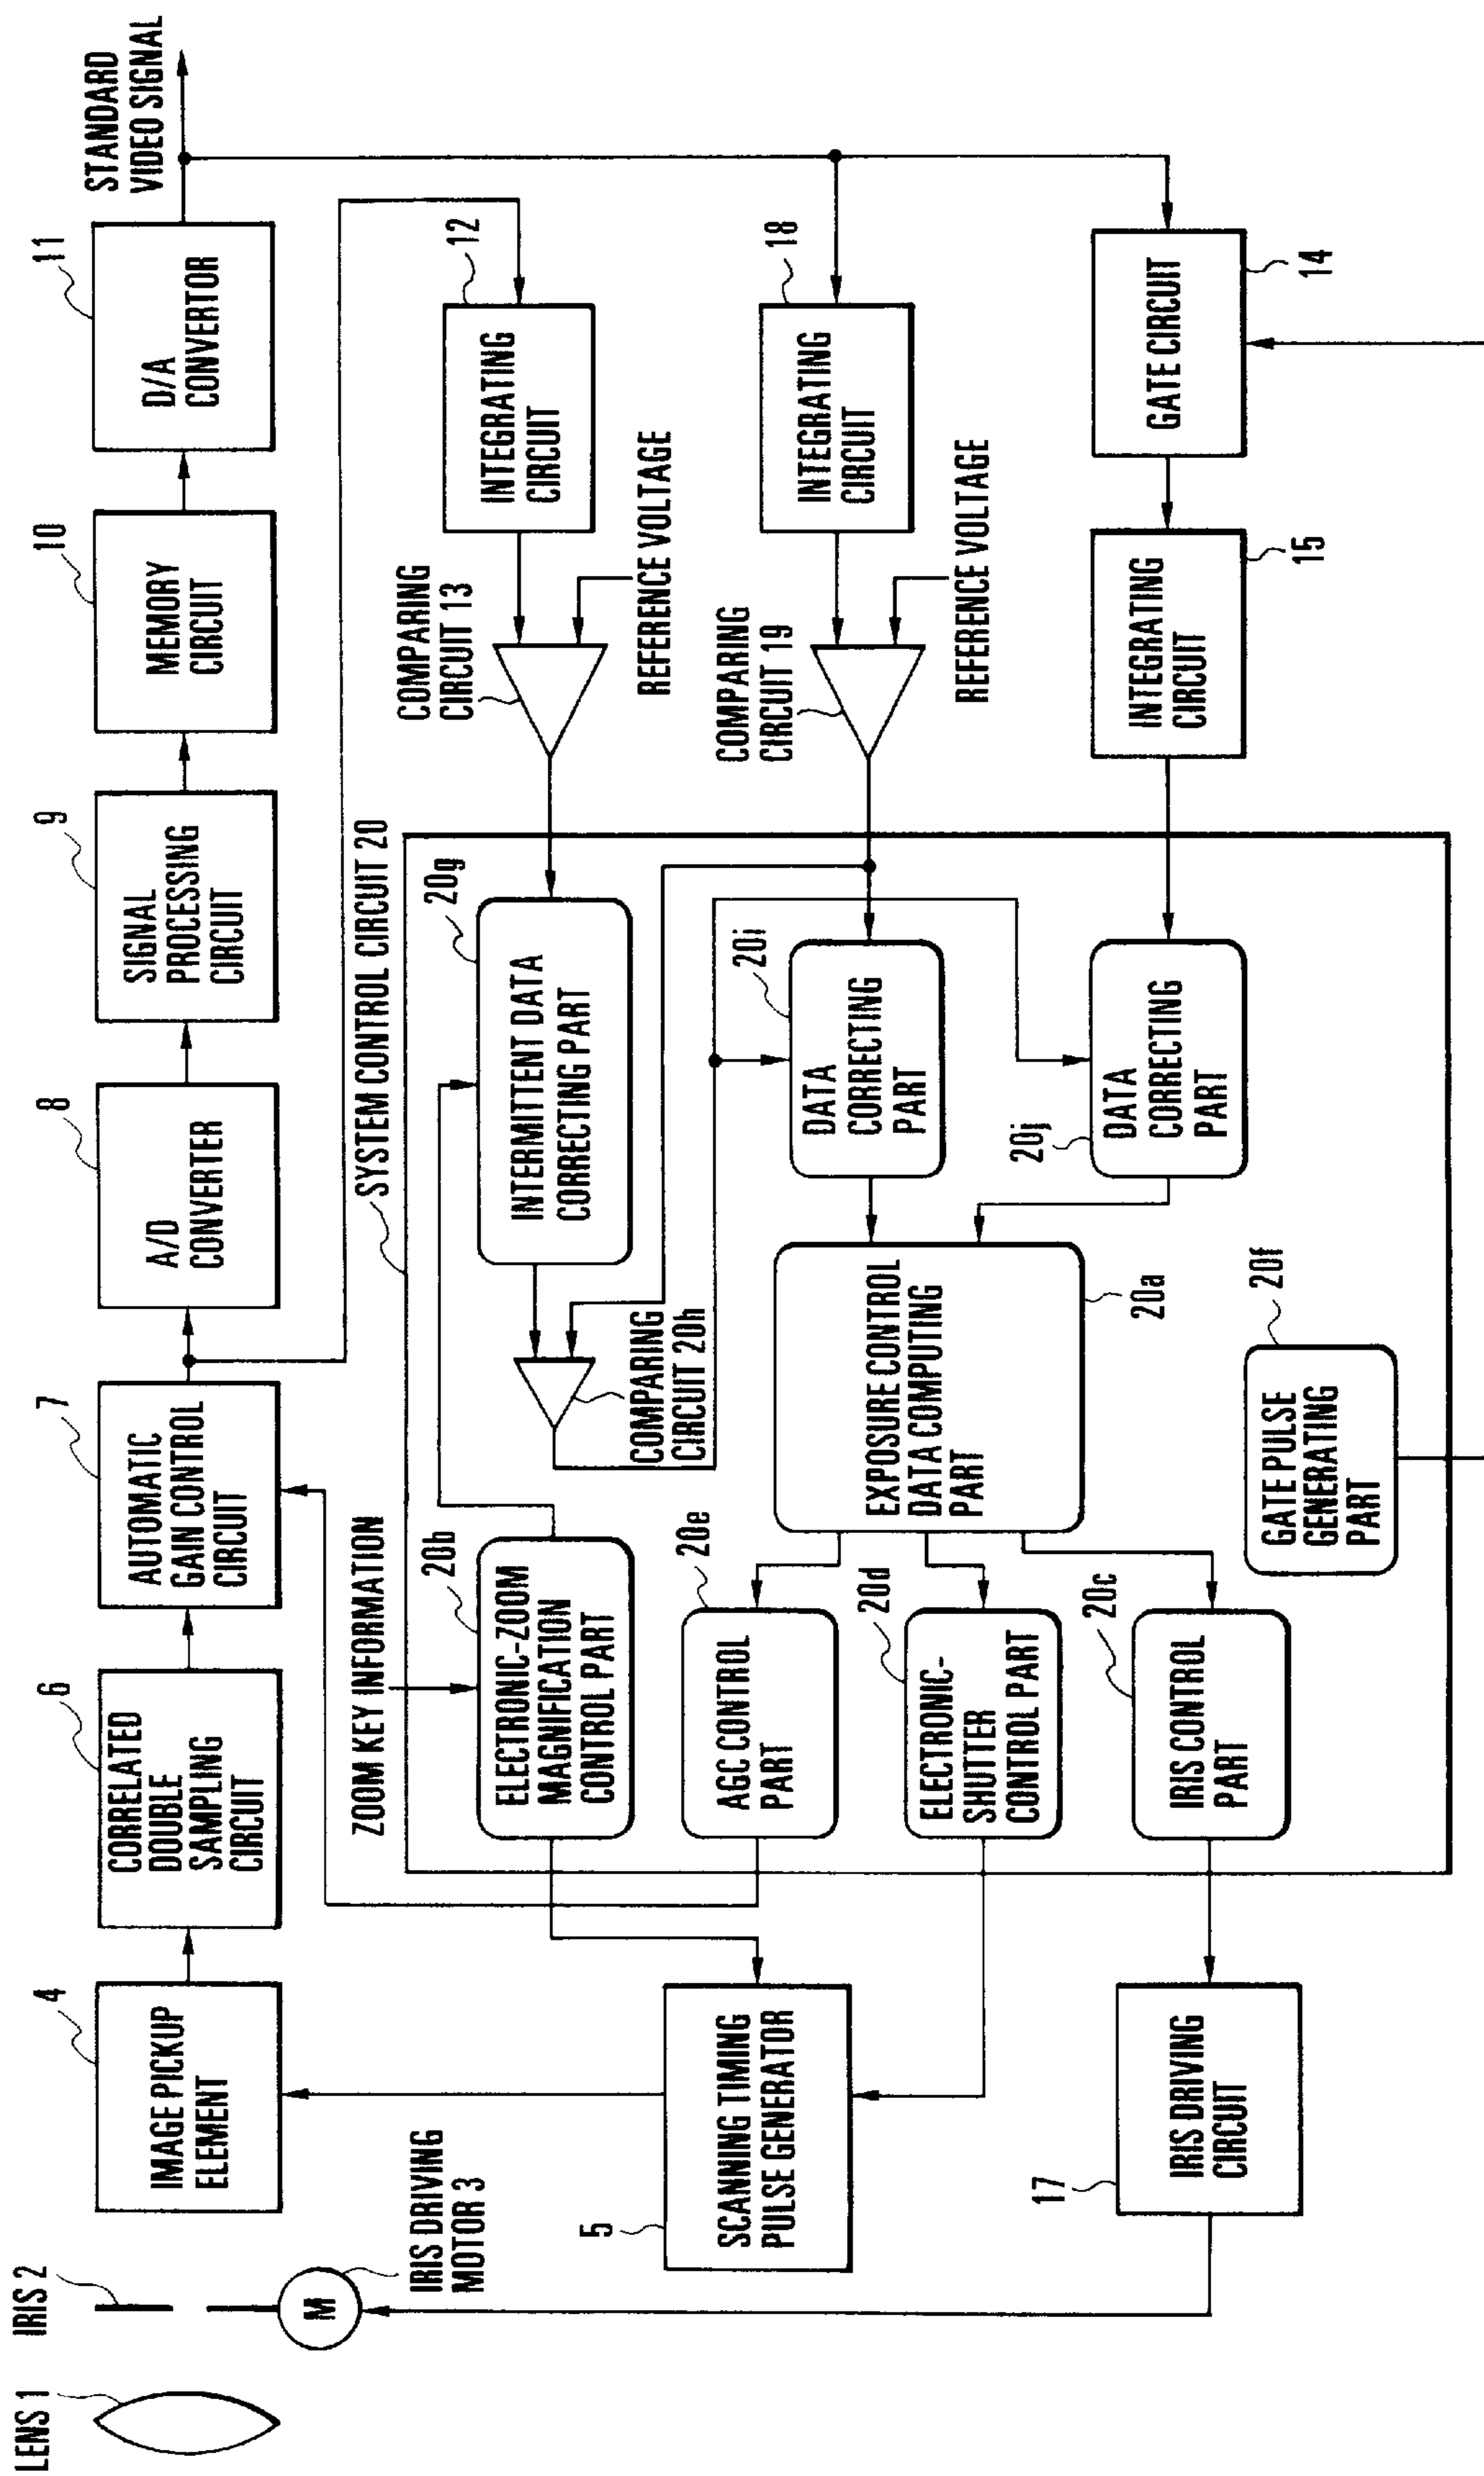 LENS 1
IRIS 2
IRIS DRIVING
MOTOR 3
M
4
IMAGE PICKUP
ELEMENT
6
CORRELATED
DOUBLE
SAMPLING
CIRCUIT
7
AUTOMATIC
GAIN CONTROL
CIRCUIT
8
A/D
CONVERTER
9
SIGNAL
PROCESSING
CIRCUIT
10
MEMORY
CIRCUIT
11
D/A
CONVERTOR
STANDARD
VIDEO SIGNAL
5
SCANNING TIMING
PULSE GENERATOR
17
IRIS DRIVING
CIRCUIT
SYSTEM CONTROL CIRCUIT 20
ZOOM KEY INFORMATION
20b
ELECTRONIC-ZOOM
MAGNIFICATION
CONTROL PART
20g
INTERMITTENT DATA
CORRECTING PART
COMPARING
CIRCUIT 20h
COMPARING
CIRCUIT 13
REFERENCE VOLTAGE
12
INTEGRATING
CIRCUIT
20e
AGC CONTROL
PART
20d
ELECTRONIC-
SHUTTER
CONTROL PART
20c
IRIS CONTROL
PART
EXPOSURE CONTROL
DATA COMPUTING
PART
20a
20i
DATA
CORRECTING
PART
20j
DATA
CORRECTING
PART
COMPARING
CIRCUIT 19
REFERENCE VOLTAGE
18
INTEGRATING
CIRCUIT
20f
GATE PULSE
GENERATING
PART
INTEGRATING
CIRCUIT
15
GATE CIRCUIT
14